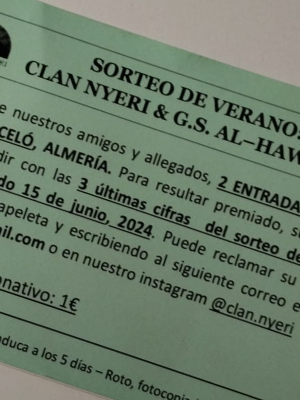 SORTEO DE VERANO
CLAN NYERI & G.S. AL-HAW
e nuestros amigos y allegados, 2 ENTRADA
CELÓ, ALMERÍA. Para resultar premiado, s
dir con las 3 últimas cifras del sorteo de
do 15 de junio, 2024. Puede reclamar su
apeleta y escribiendo al siguiente correo e
il.com o en nuestro instagram @clan.nyeri
onativo: 1€
duca a los 5 días – Roto, fotocopia